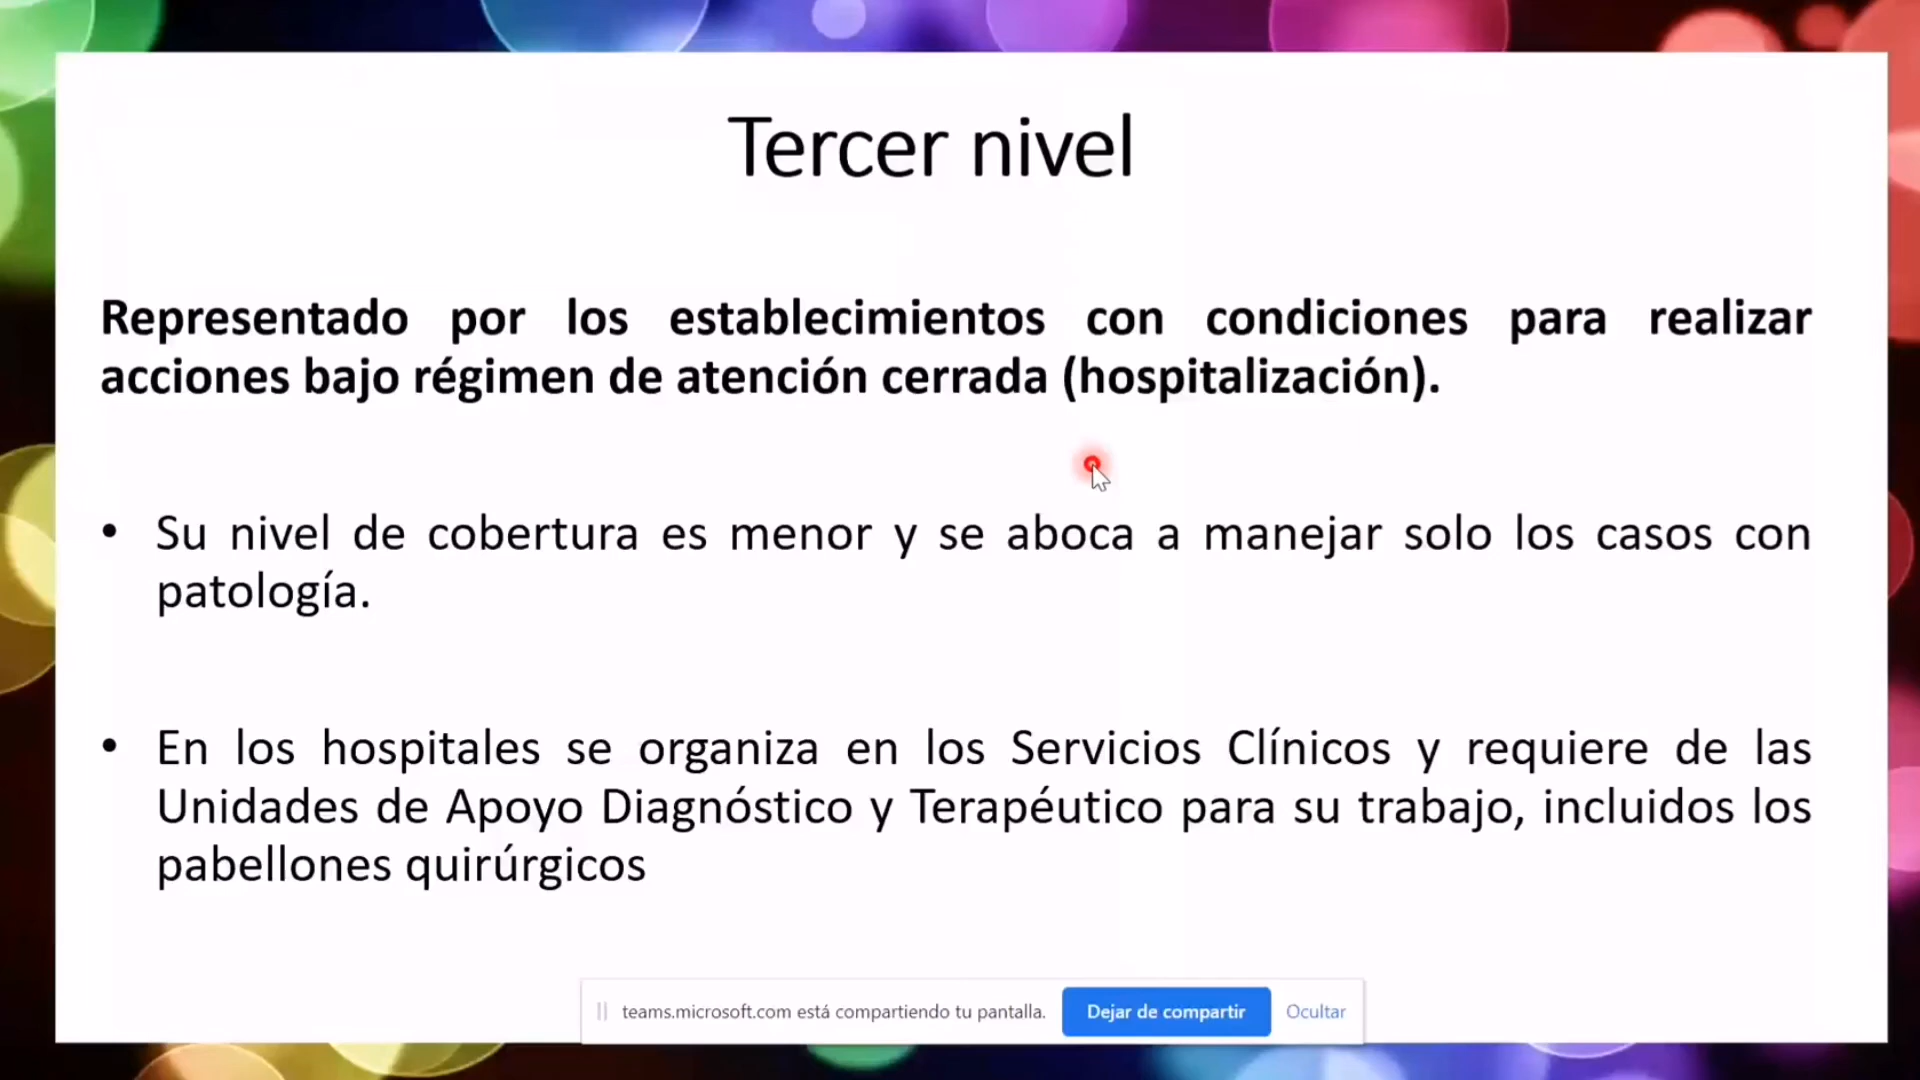 Tercer nivel
Representado por los establecimientos con condiciones para realizar
acciones bajo régimen de atención cerrada (hospitalización).
• Su nivel de cobertura es menor y se aboca a manejar solo los casos con
patología.
• En los hospitales se organiza en los Servicios Clínicos y requiere de las
Unidades de Apoyo Diagnóstico y Terapéutico para su trabajo, incluidos los
pabellones quirúrgicos
teams.microsoft.com está compartiendo tu pantalla. Dejar de compartir Ocultar